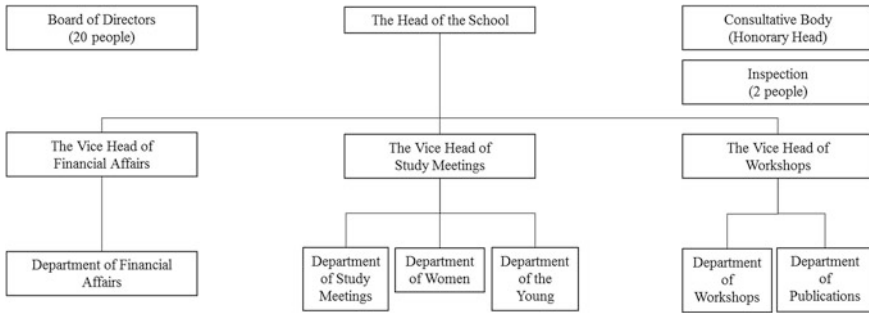 Board of Directors
(20 people)
The Head of the School
Consultative Body
(Honorary Head)
Inspection
(2 people)
The Vice Head of
Financial Affairs
The Vice Head of
Study Meetings
The Vice Head of
Workshops
Department of Financial
Affairs
Department
of Study
Meetings
Department
of Women
Department
of the
Young
Department
of
Workshops
Department
of
Publications